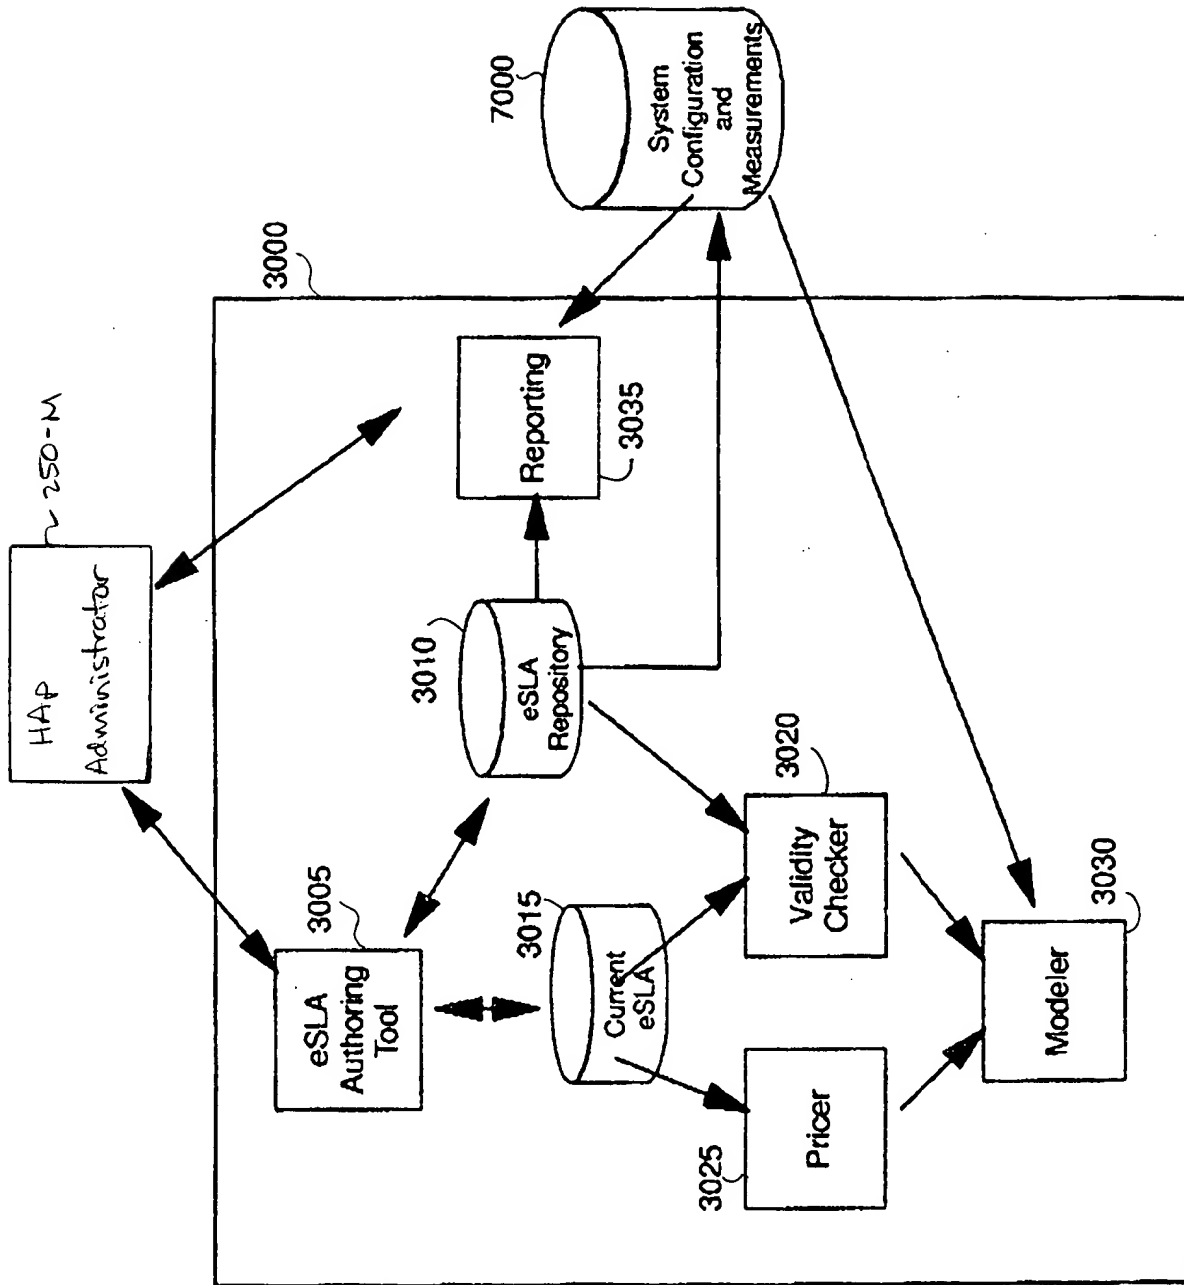 HAP
Administrator
250-M
3000
7000
System
Configuration
and
Measurements
Reporting
3035
3010
eSLA
Repository
3005
eSLA
Authoring
Tool
3015
Current
eSLA
3020
Validity
Checker
3025
Pricer
3030
Modeler